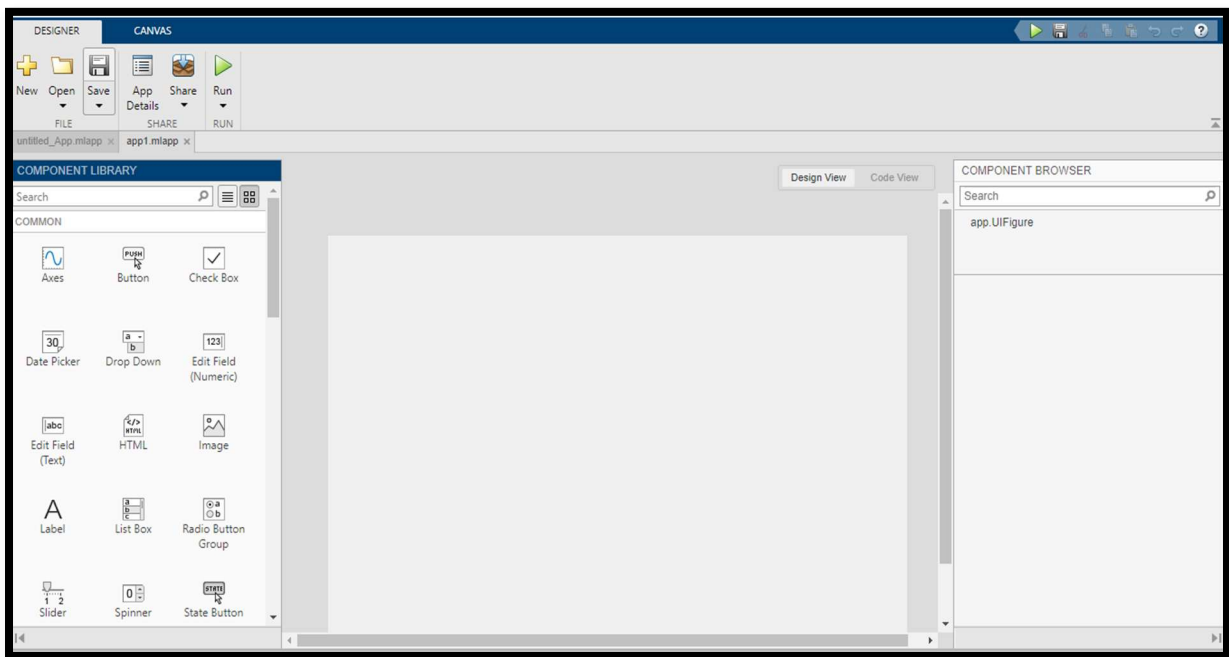 DESIGNER CANVAS
?
New Open Save App Details Share Run
FILE SHARE RUN
untitled_App.mlapp × app1.mlapp ×
COMPONENT LIBRARY
Search
COMMON
PUSH
Axes Button Check Box
30 a b 123
Date Picker Drop Down Edit Field (Numeric)
abc </> HTML
Edit Field (Text) HTML Image
A a b c a b
Label List Box Radio Button Group
1 2 0 STATE
Slider Spinner State Button
Design View Code View
COMPONENT BROWSER
Search
app.UIFigure